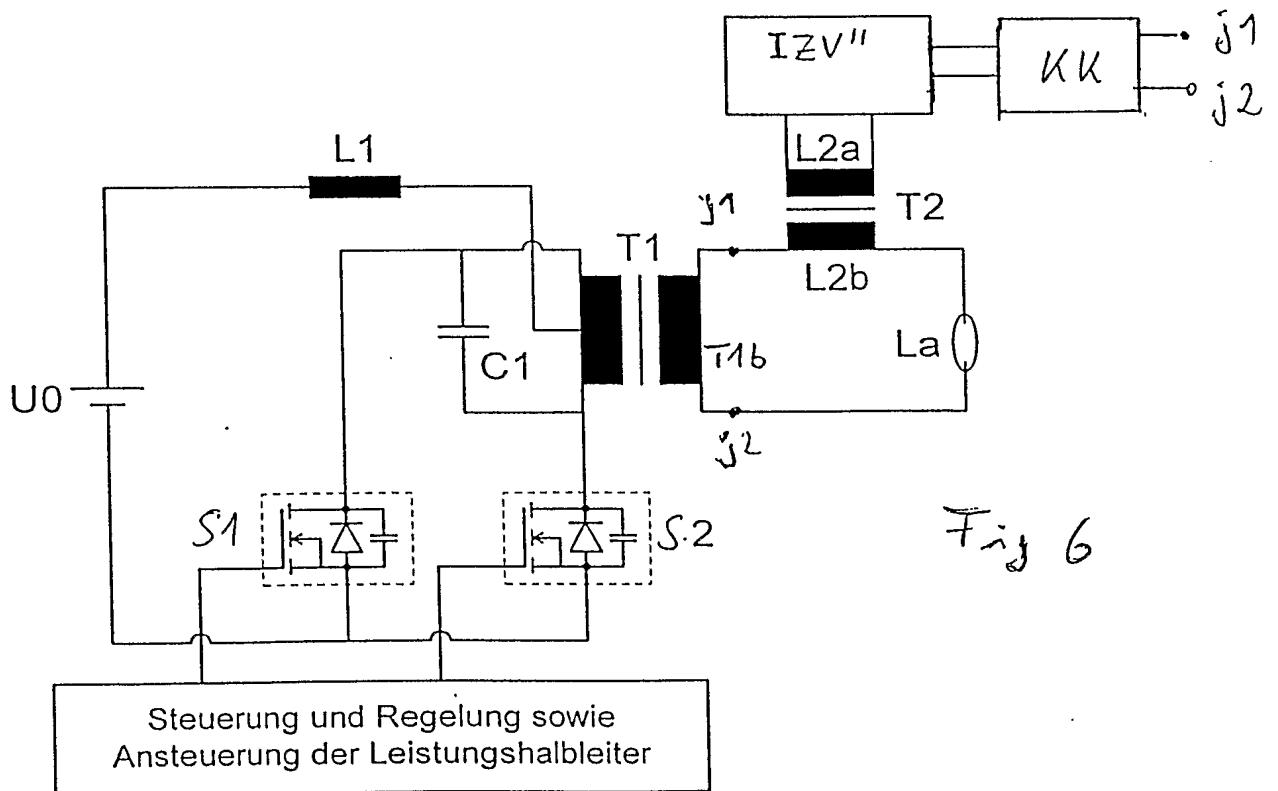 IZV"
KK
j1
j2
L1
L2a
T2
j1
T1
L2b
C1
T1b
La
U0
j2
S1
S2
Fig 6
Steuerung und Regelung sowie
Ansteuerung der Leistungshalbleiter